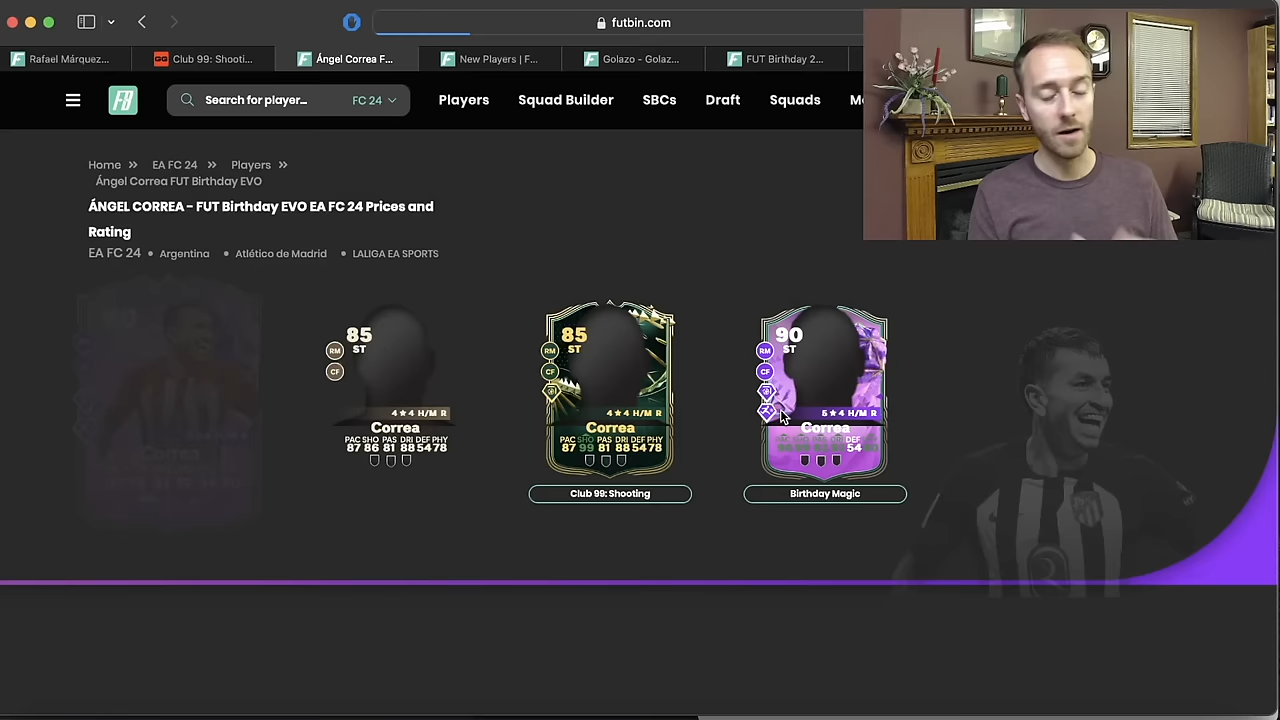 futbin.com
Rafael Márquez...
Club 99: Shooti...
Ángel Correa F...
New Players | F...
Golazo - Golaz...
FUT Birthday 2...
FB
Search for player...
FC 24
Players
Squad Builder
SBCs
Draft
Squads
Mo
Home
EA FC 24
Players
Ángel Correa FUT Birthday EVO
ÁNGEL CORREA - FUT Birthday EVO EA FC 24 Prices and
Rating
EA FC 24 • Argentina • Atlético de Madrid • LALIGA EA SPORTS
85
ST
RM
CF
4★4 H/M R
Correa
PAC SHO PAS DRI DEF PHY
87 86 81 88 54 78
85
ST
RM
CF
4★4 H/M R
Correa
PAC SHO PAS DRI DEF PHY
87 99 81 88 54 78
Club 99: Shooting
90
ST
RM
CF
5★4 H/M R
Correa
DEF
54
Birthday Magic